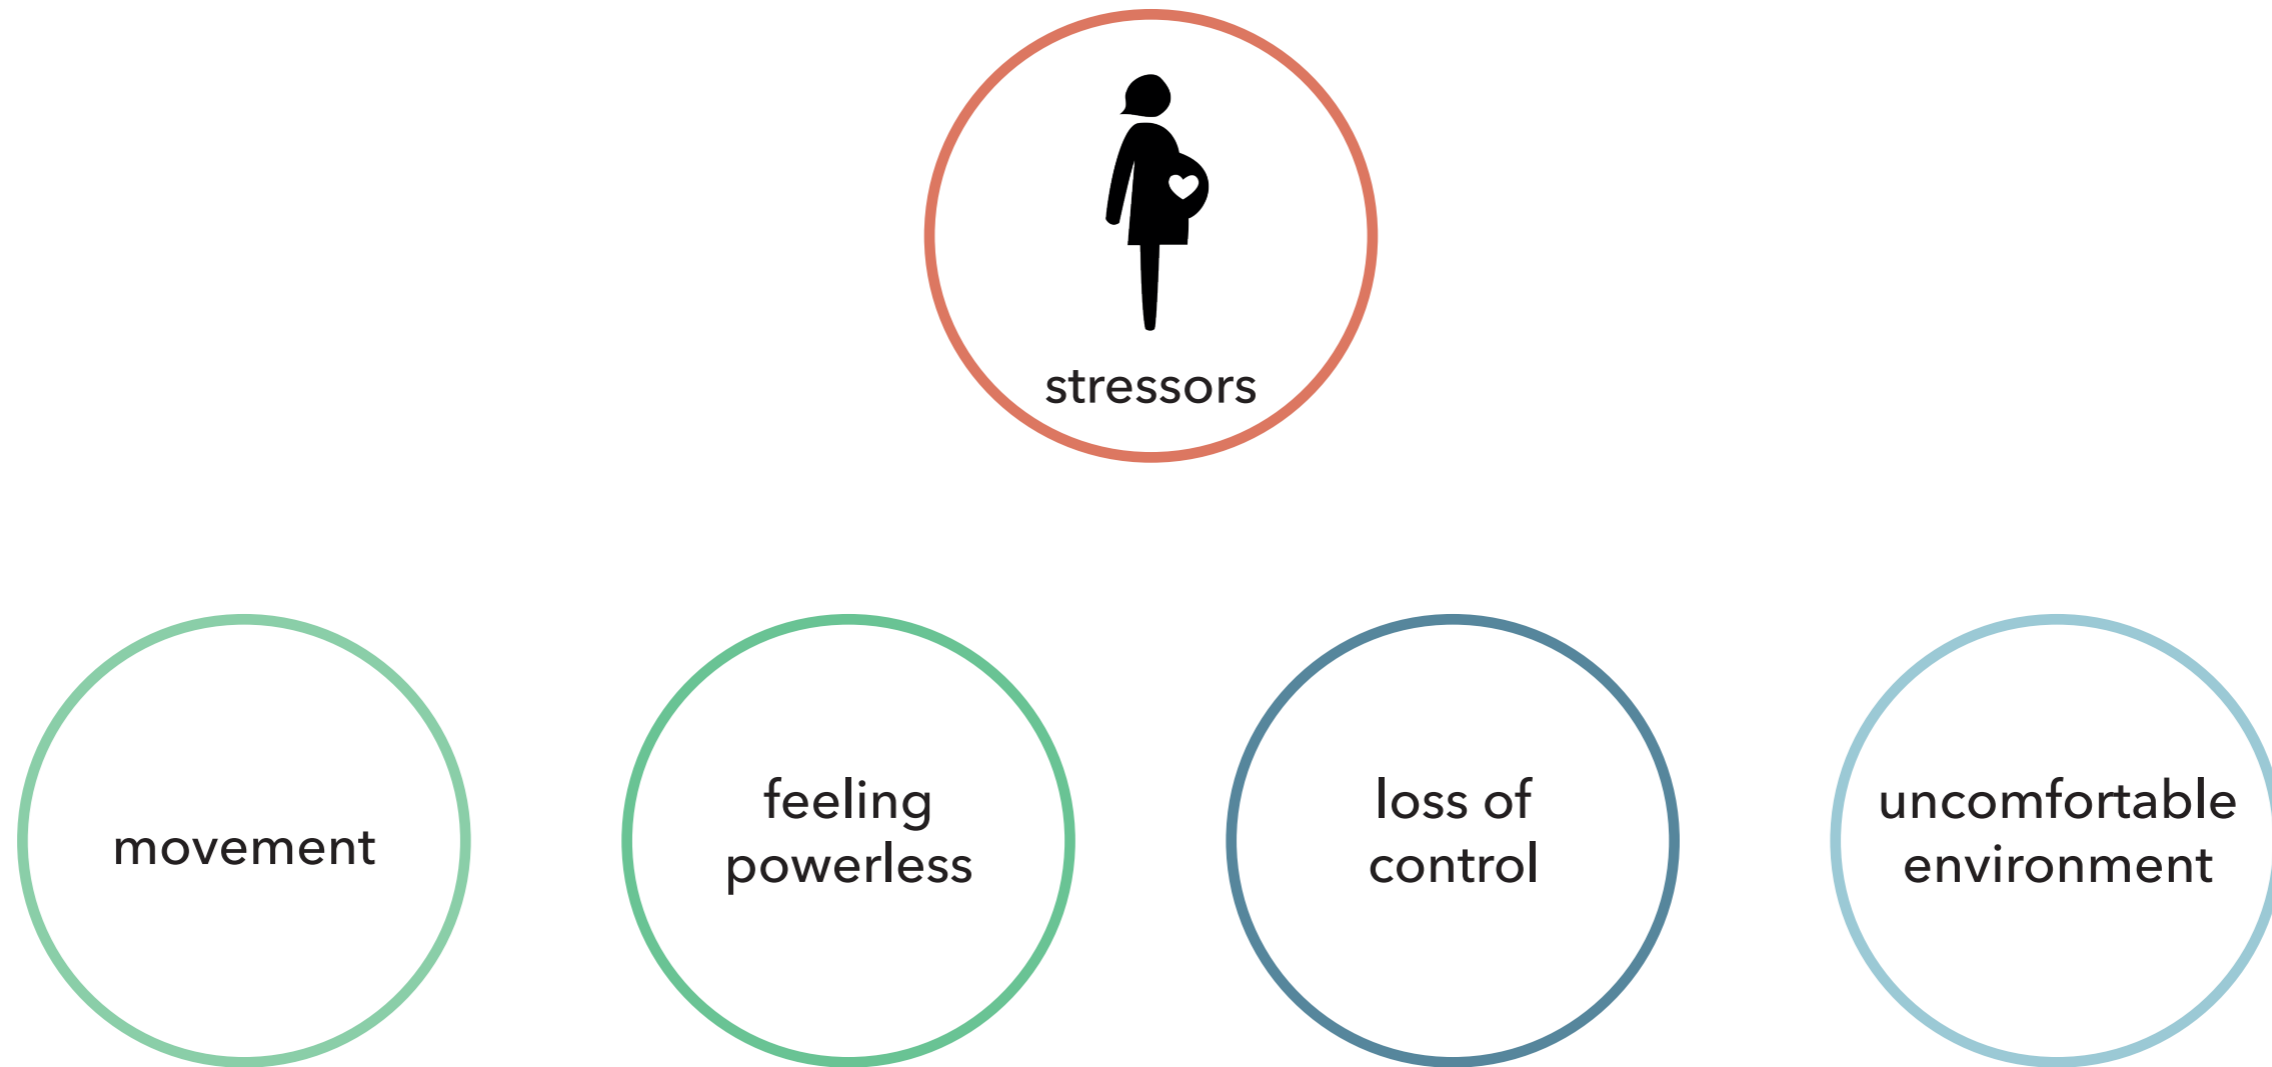 stressors
movement
feeling
powerless
loss of
control
uncomfortable
environment